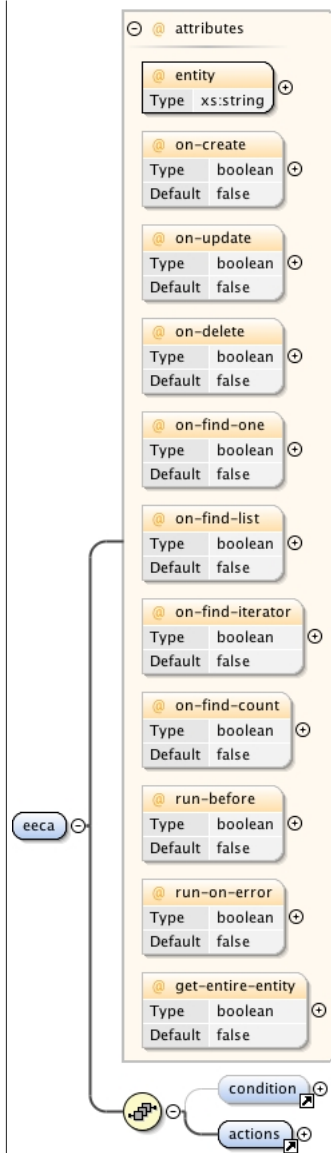 @ attributes
@ entity
Type xs:string
@ on-create
Type boolean
Default false
@ on-update
Type boolean
Default false
@ on-delete
Type boolean
Default false
@ on-find-one
Type boolean
Default false
@ on-find-list
Type boolean
Default false
@ on-find-iterator
Type boolean
Default false
@ on-find-count
Type boolean
Default false
eeca
@ run-before
Type boolean
Default false
@ run-on-error
Type boolean
Default false
@ get-entire-entity
Type boolean
Default false
condition
actions